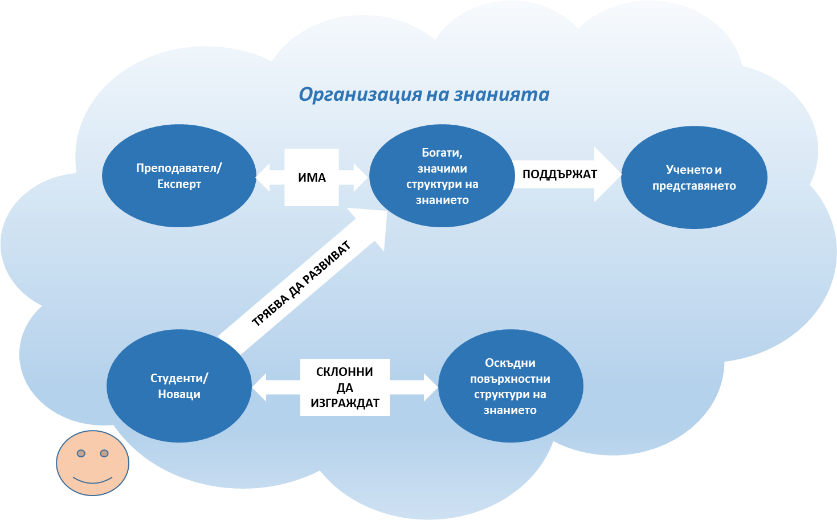 Организация на знанията
Преподавател/
Експерт
ИМА
Богати,
значими
структури на
знанието
ПОДДЪРЖАТ
Ученето и
представянето
ТРЯБВА ДА РАЗВИВАТ
Студенти/
Новаци
СКЛОННИ
ДА
ИЗГРАЖДАТ
Оскъдни
повърхностни
структури на
знанието